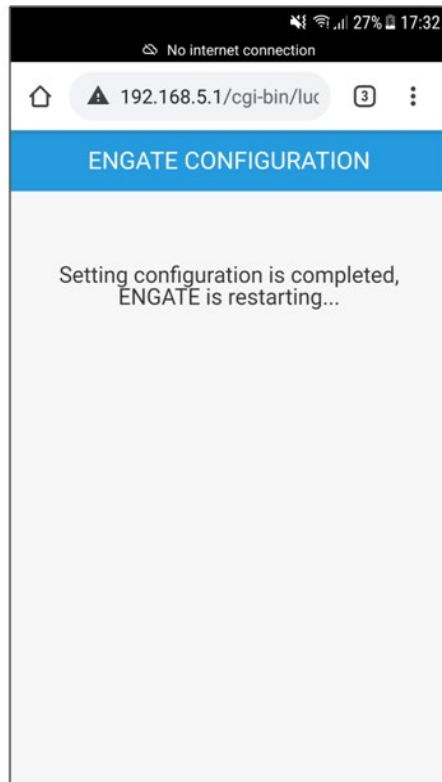 27% 17:32
No internet connection
192.168.5.1/cgi-bin/luc 3
ENGATE CONFIGURATION
Setting configuration is completed,
ENGATE is restarting...